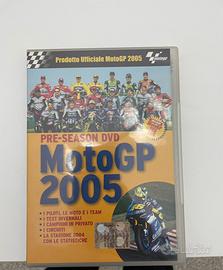 Prodotto Ufficiale MotoGP 2005
PRE-SEASON DVD
MotoGP
2005
• I PILOTI, LE MOTO E I TEAM
• I TEST INVERNALI
• I CAMPIONI IN PRIVATO
• I CIRCUITI
• LA STAGIONE 2004
CON LE STATISTICHE